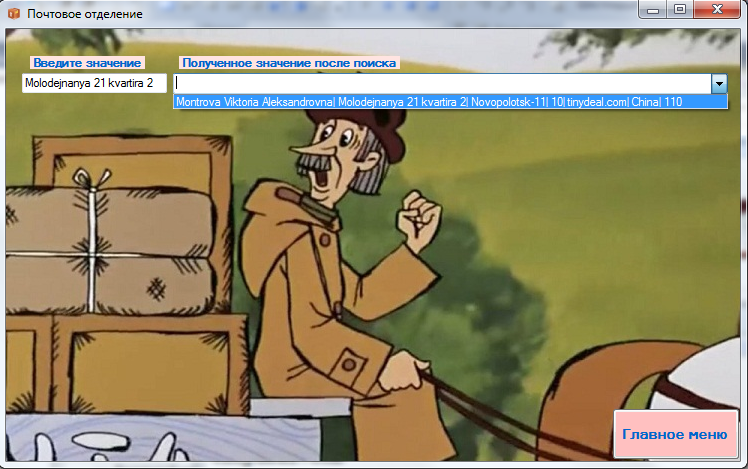 Почтовое отделение
Введите значение
Полученное значение после поиска
Molodejnanya 21 kvartira 2
Montrova Viktoria Aleksandrovna| Molodejnanya 21 kvartira 2| Novopolotsk-11| 10| tinydeal.com| China| 110
Главное меню